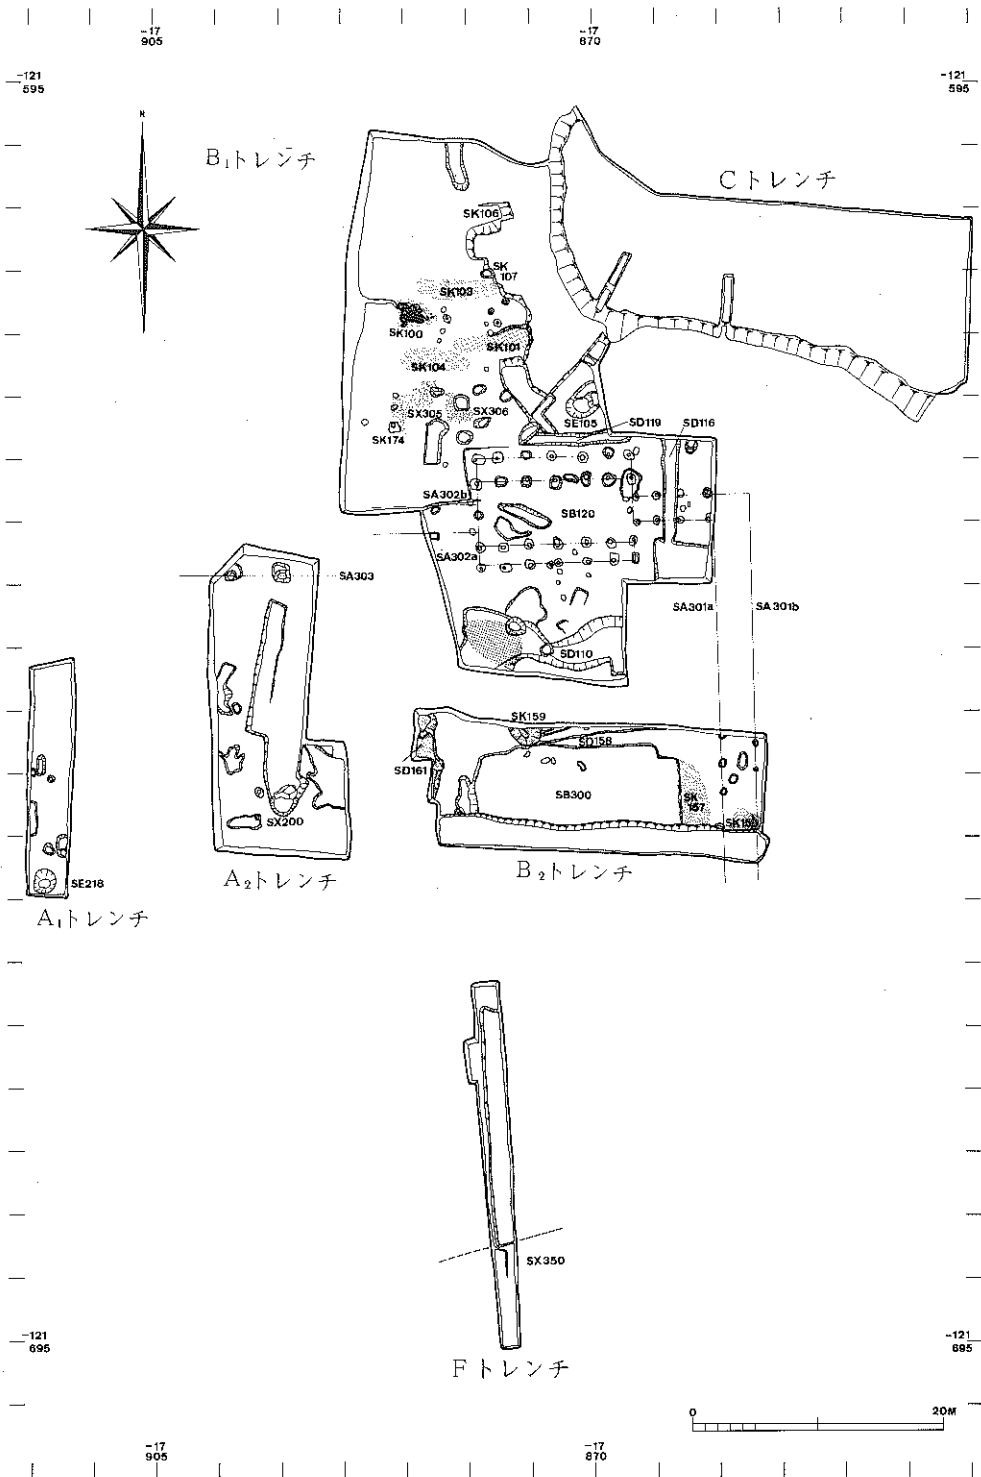 -17
905
-17
870
-121
595
-121
595
N
B₁トレンチ
Cトレンチ
SK106
SK
107
SK103
SK100
SK101
SK104
SX305
SX306
SE105
SK174
SD119
SD116
SA302b
SB120
SA302a
SA303
SA301a
SA301b
SD110
SK159
SD158
SD161
SB300
SK
157
SX200
SE218
A₂トレンチ
B₂トレンチ
A₁トレンチ
SX350
-121
695
-121
695
Fトレンチ
0
20M
-17
905
-17
870